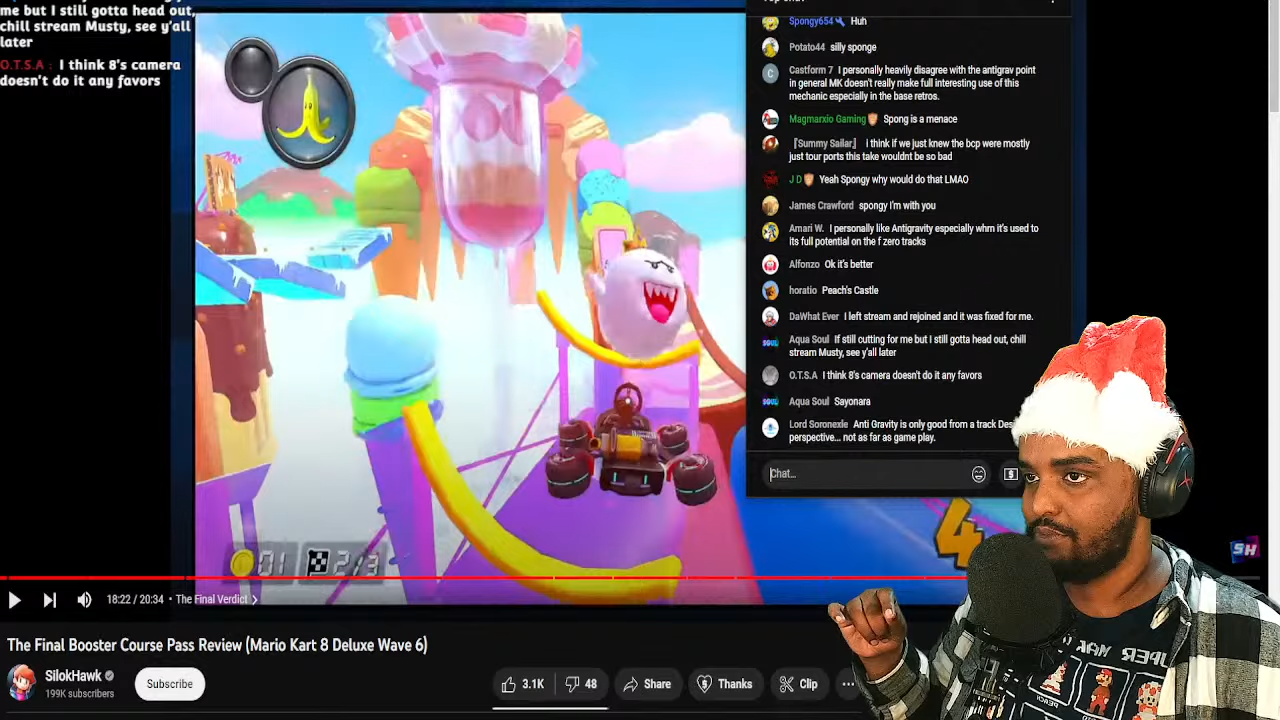 me but I still gotta head out,
chill stream Musty, see y'all
later
O.T.S.A : I think 8's camera
doesn't do it any favors
Spongy654 Huh
Potato44 silly sponge
C Castform 7 I personally heavily disagree with the antigrav point
in general MK doesn't really make full interesting use of this
mechanic especially in the base retros.
Magmarxio Gaming Spong is a menace
『Summy Sailar』 i think if we just knew the bcp were mostly
just tour ports this take wouldnt be so bad
J D Yeah Spongy why would do that LMAO
James Crawford spongy I'm with you
Amari W. I personally like Antigravity especially whrn it's used to
its full potential on the f zero tracks
Alfonzo Ok it's better
horatio Peach's Castle
DaWhat Ever I left stream and rejoined and it was fixed for me.
Aqua Soul If still cutting for me but I still gotta head out, chill
stream Musty, see y'all later
O.T.S.A I think 8's camera doesn't do it any favors
Aqua Soul Sayonara
Lord Soronexle Anti Gravity is only good from a track Des
perspective... not as far as game play.
Chat...
01 2/3
4
SH
18:22 / 20:34 • The Final Verdict
The Final Booster Course Pass Review (Mario Kart 8 Deluxe Wave 6)
SilokHawk
199K subscribers
Subscribe
3.1K 48 Share Thanks Clip
SUPER MAR